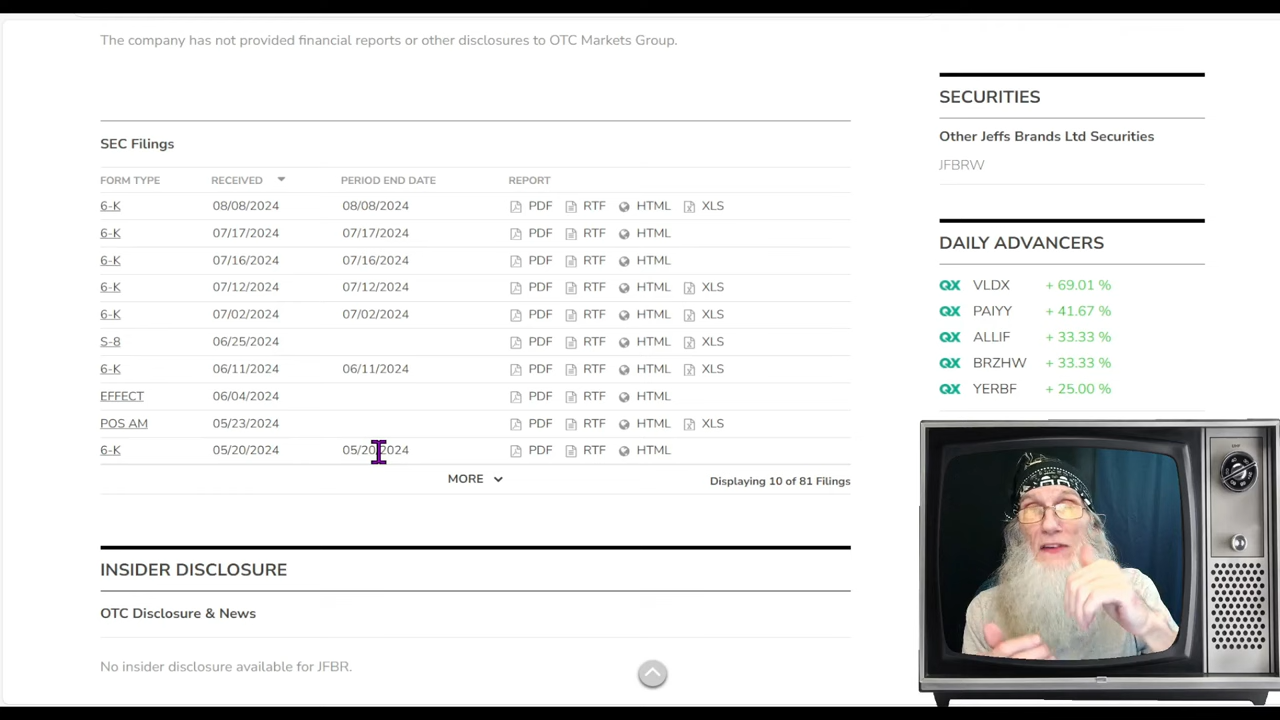 The company has not provided financial reports or other disclosures to OTC Markets Group.
SEC Filings
FORM TYPE RECEIVED PERIOD END DATE REPORT
6-K 08/08/2024 08/08/2024 PDF RTF HTML XLS
6-K 07/17/2024 07/17/2024 PDF RTF HTML
6-K 07/16/2024 07/16/2024 PDF RTF HTML
6-K 07/12/2024 07/12/2024 PDF RTF HTML XLS
6-K 07/02/2024 07/02/2024 PDF RTF HTML XLS
S-8 06/25/2024 PDF RTF HTML XLS
6-K 06/11/2024 06/11/2024 PDF RTF HTML XLS
EFFECT 06/04/2024 PDF RTF HTML
POS AM 05/23/2024 PDF RTF HTML XLS
6-K 05/20/2024 05/20/2024 PDF RTF HTML
MORE
Displaying 10 of 81 Filings
INSIDER DISCLOSURE
OTC Disclosure & News
No insider disclosure available for JFBR.
SECURITIES
Other Jeffs Brands Ltd Securities
JFBRW
DAILY ADVANCERS
QX VLDX + 69.01 %
QX PAIYY + 41.67 %
QX ALLIF + 33.33 %
QX BRZHW + 33.33 %
QX YERBF + 25.00 %